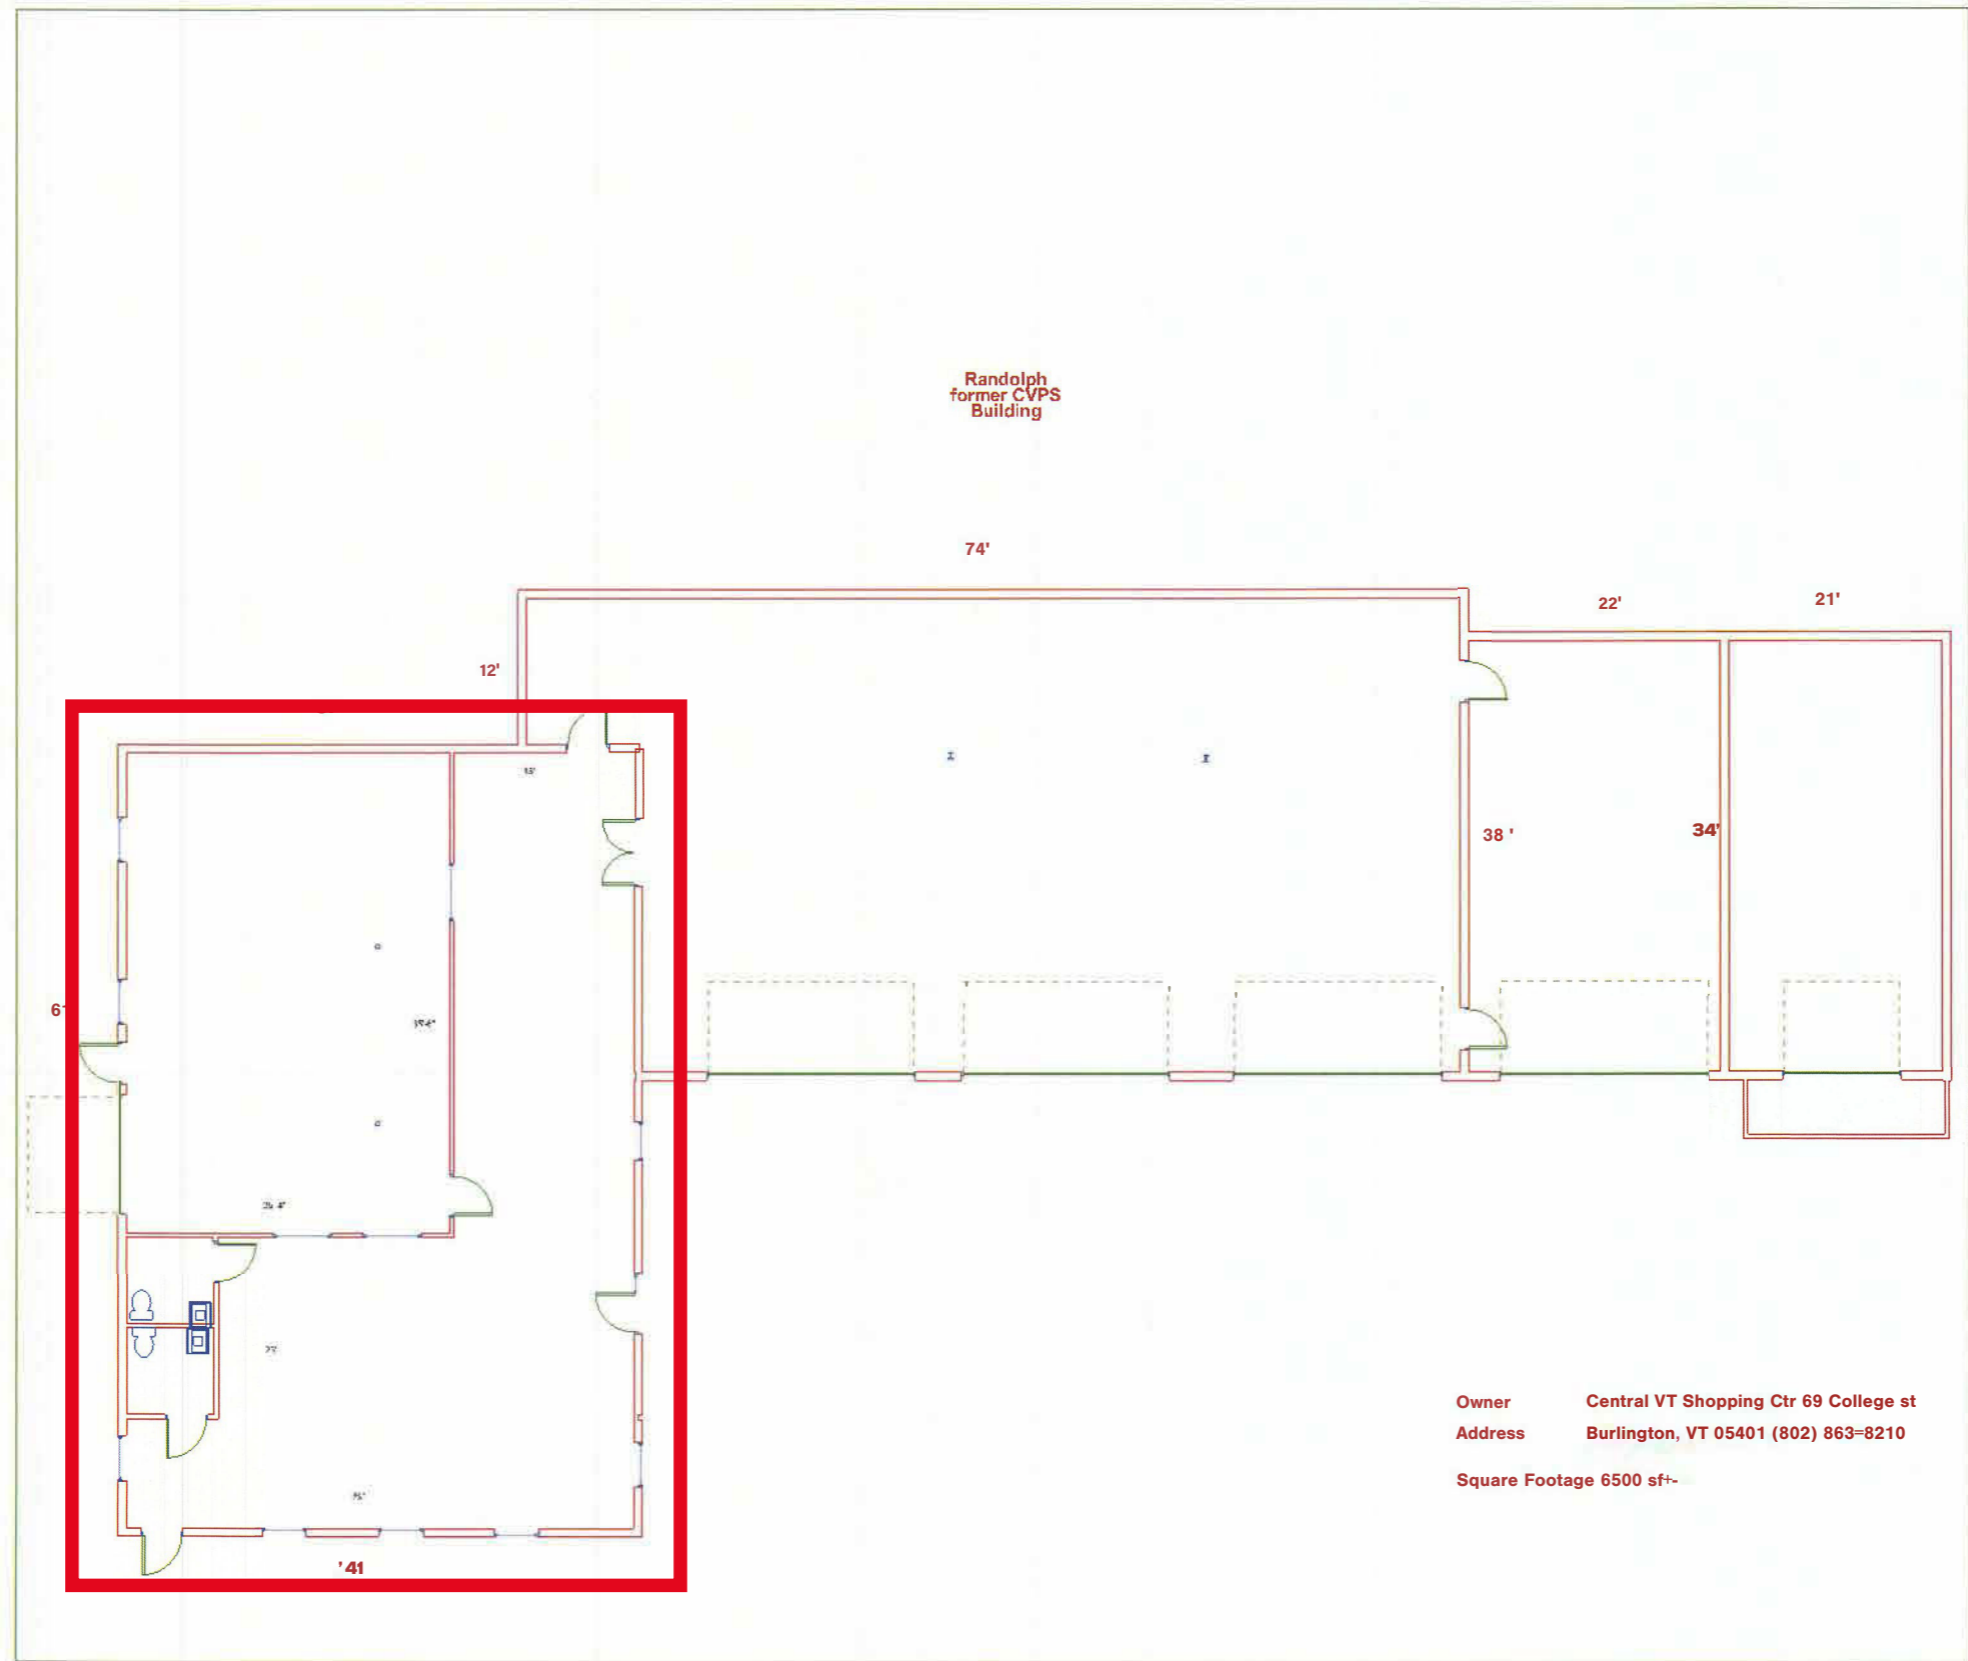 Randolph
former CVPS
Building
74'
22'
21'
12'
38 '
34'
'41
Owner Central VT Shopping Ctr 69 College st
Address Burlington, VT 05401 (802) 863=8210
Square Footage 6500 sf+-